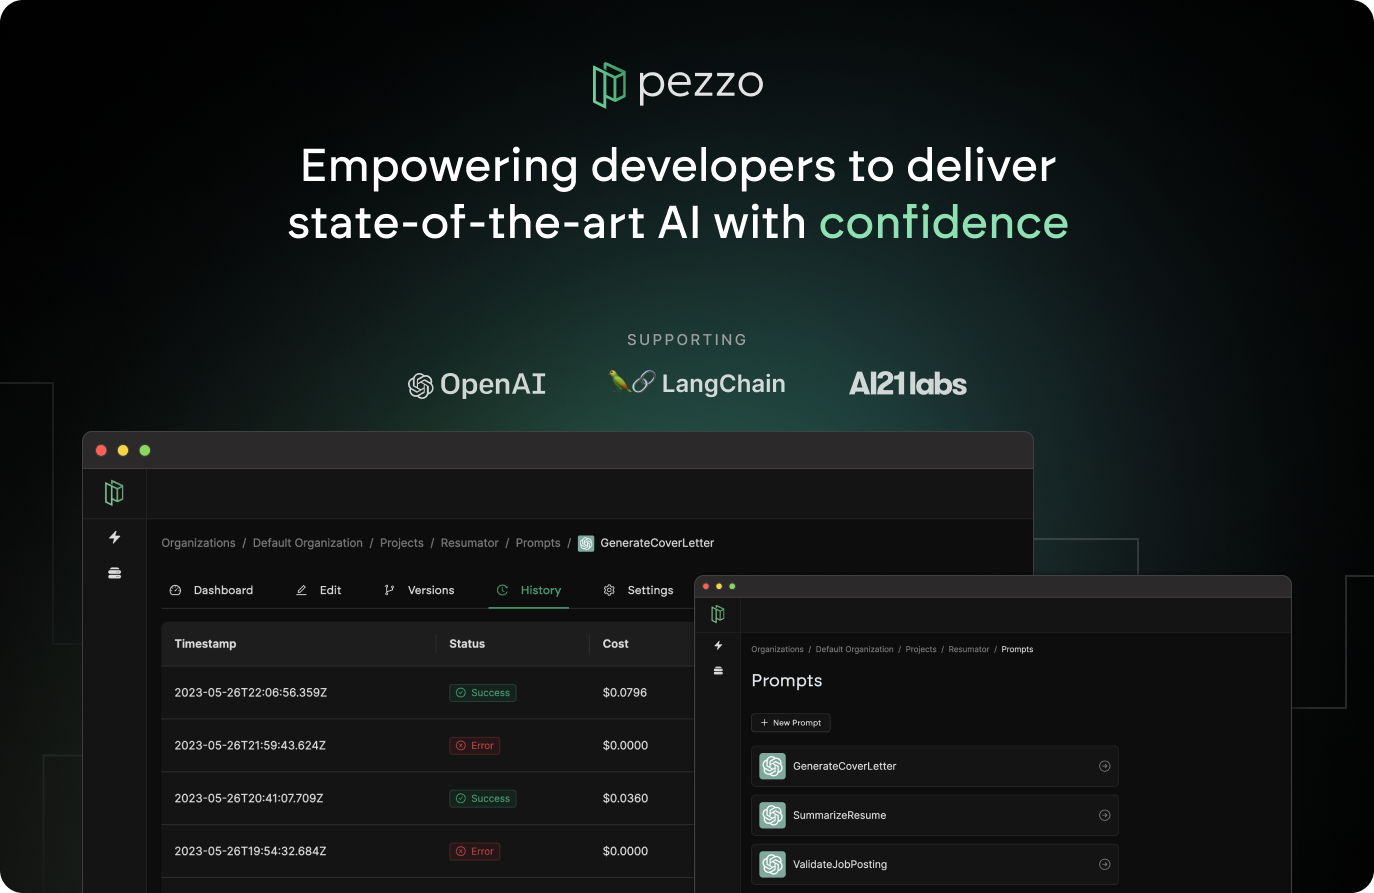 pezzo
Empowering developers to deliver
state-of-the-art AI with confidence
SUPPORTING
OpenAI LangChain AI21labs
Organizations / Default Organization / Projects / Resumator / Prompts / GenerateCoverLetter
Dashboard Edit Versions History Settings
Timestamp Status Cost
2023-05-26T22:06:56.359Z Success $0.0796
2023-05-26T21:59:43.624Z Error $0.0000
2023-05-26T20:41:07.709Z Success $0.0360
2023-05-26T19:54:32.684Z Error $0.0000
Organizations / Default Organization / Projects / Resumator / Prompts
Prompts
+ New Prompt
GenerateCoverLetter
SummarizeResume
ValidateJobPosting